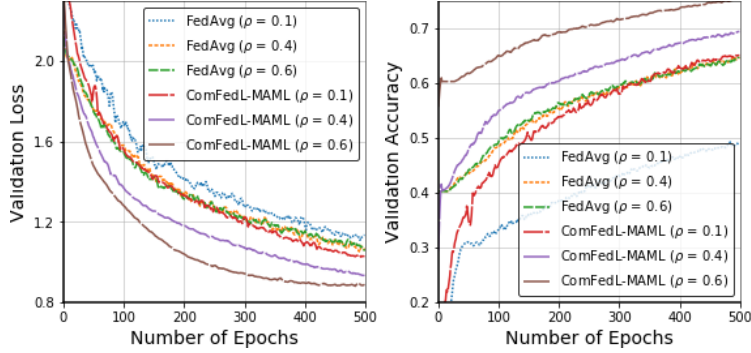 Validation Loss
2.0
1.6
1.2
0.8
0
100
200
300
400
500
Number of Epochs
FedAvg (ρ = 0.1)
FedAvg (ρ = 0.4)
FedAvg (ρ = 0.6)
ComFedL-MAML (ρ = 0.1)
ComFedL-MAML (ρ = 0.4)
ComFedL-MAML (ρ = 0.6)
Validation Accuracy
0.7
0.6
0.5
0.4
0.3
0.2
0
100
200
300
400
500
Number of Epochs
FedAvg (ρ = 0.1)
FedAvg (ρ = 0.4)
FedAvg (ρ = 0.6)
ComFedL-MAML (ρ = 0.1)
ComFedL-MAML (ρ = 0.4)
ComFedL-MAML (ρ = 0.6)